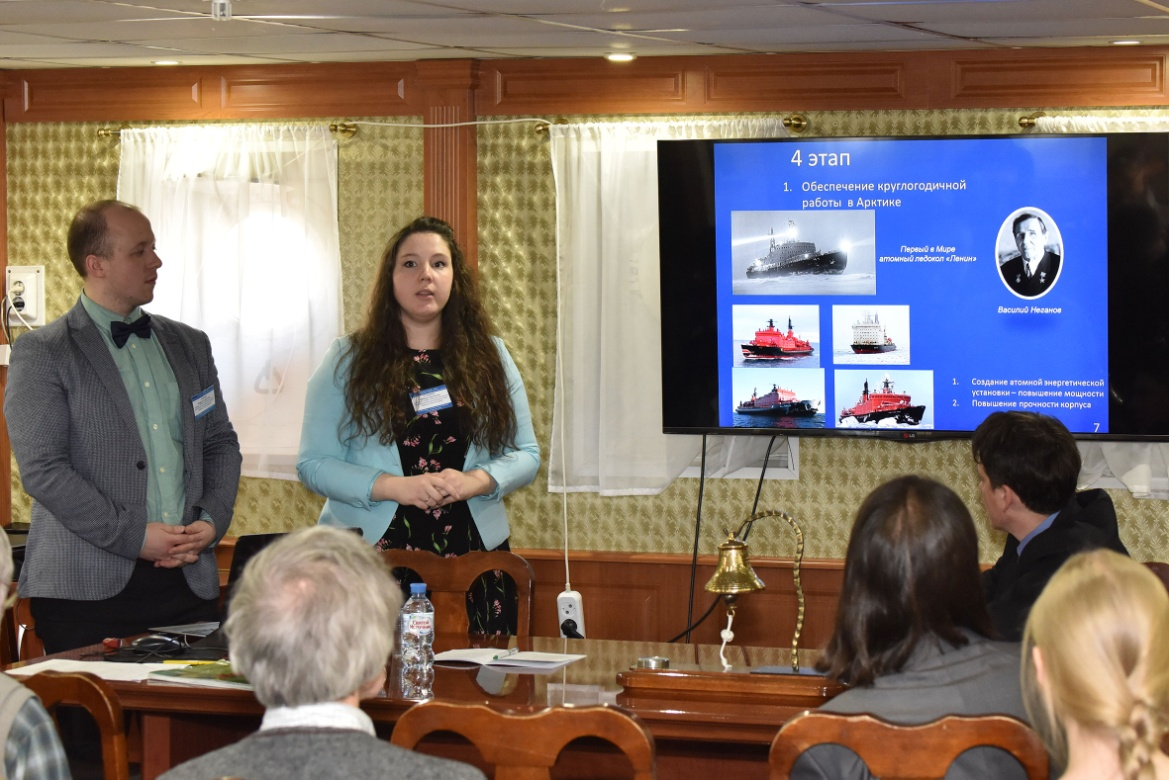 4 этап
1. Обеспечение круглогодичной
работы в Арктике
Первый в Мире
атомный ледокол «Ленин»
Василий Неганов
1. Создание атомной энергетической
установки – повышение мощности
2. Повышение прочности корпуса
7
LG